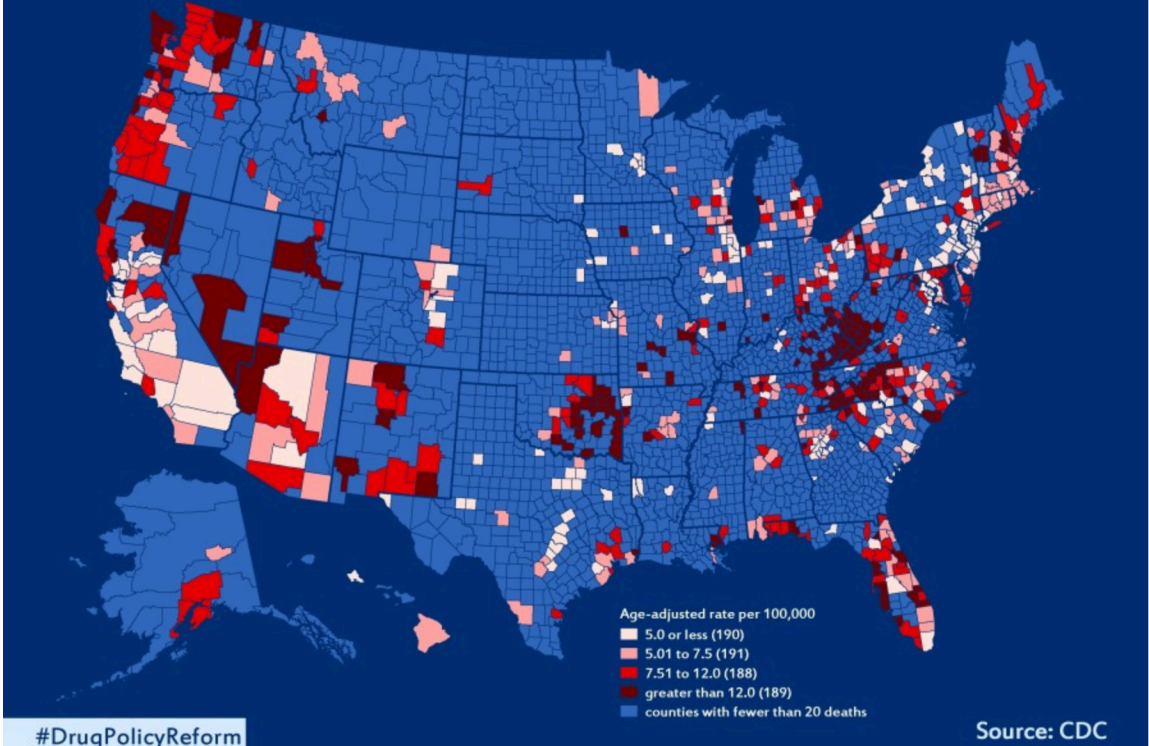 Age-adjusted rate per 100,000
5.0 or less (190)
5.01 to 7.5 (191)
7.51 to 12.0 (188)
greater than 12.0 (189)
counties with fewer than 20 deaths
#DrugPolicyReform
Source: CDC